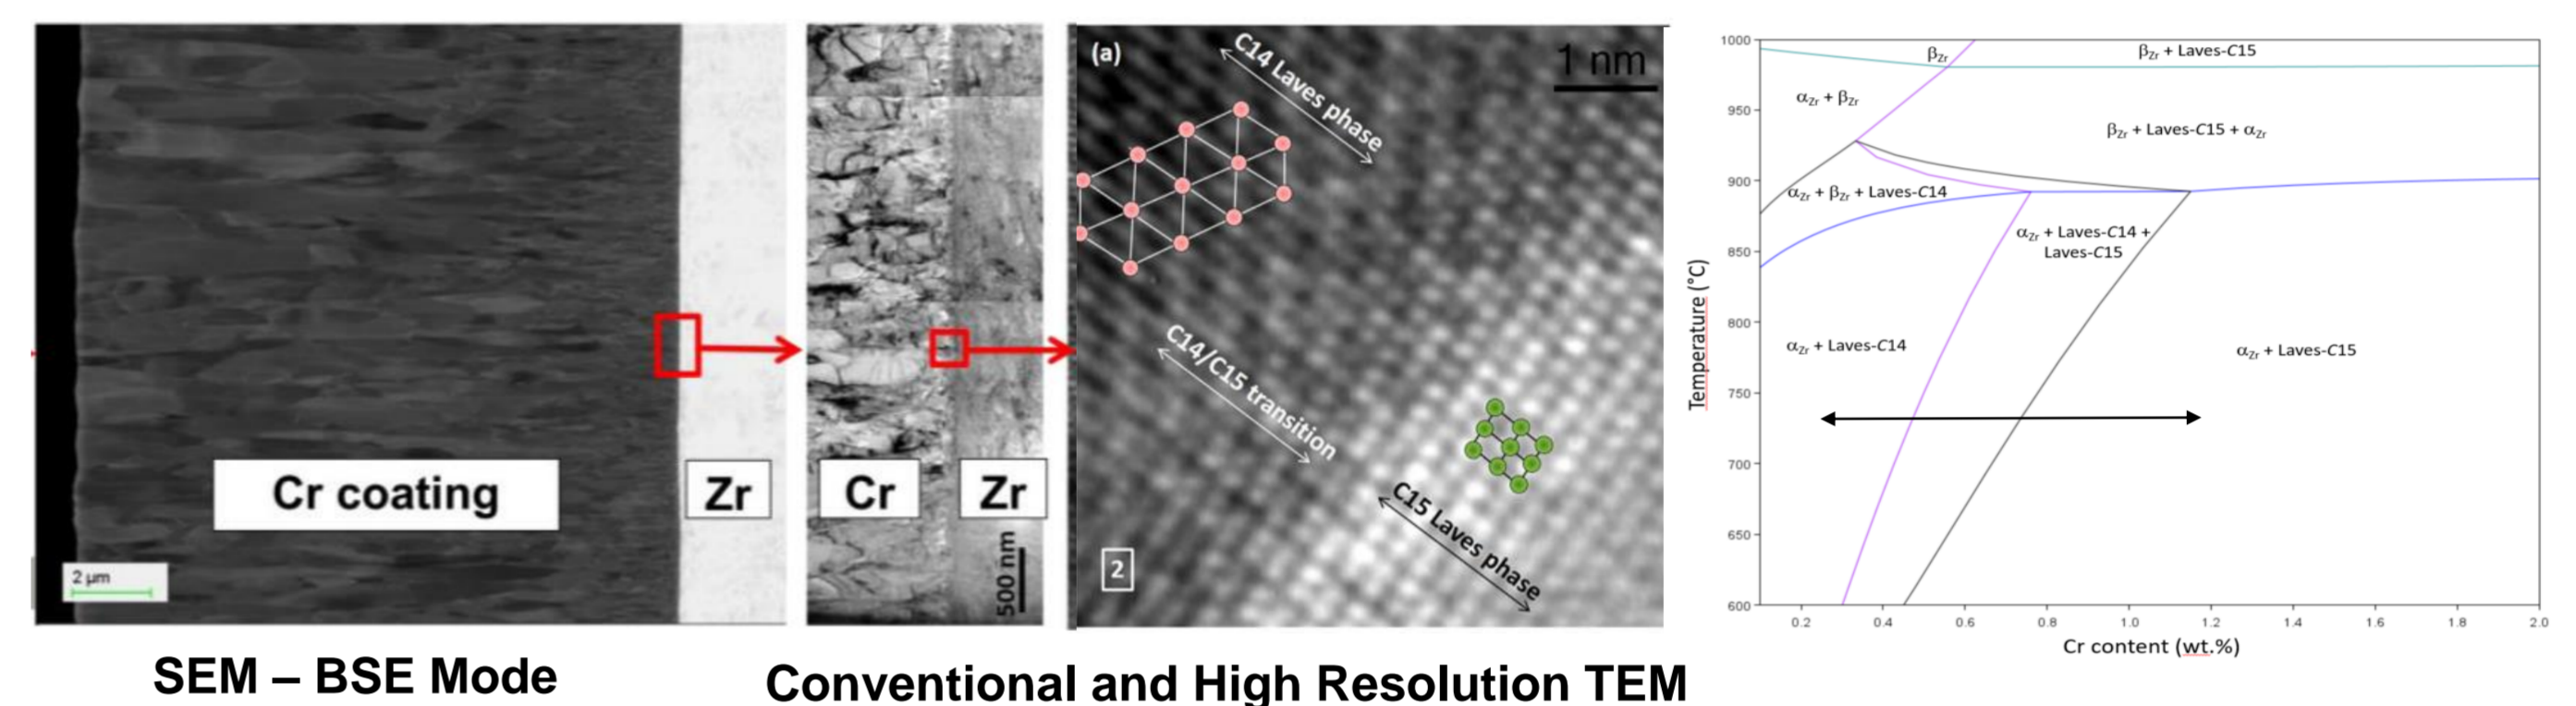 Cr coating
Zr
2 µm
SEM – BSE Mode
Cr
Zr
500 nm
(a)
C14 Laves phase
1 nm
C14/C15 transition
C15 Laves phase
2
Conventional and High Resolution TEM
Temperature (°C)
1000
950
900
850
800
750
700
650
600
βZr
βZr + Laves-C15
αZr + βZr
βZr + Laves-C15 + αZr
αZr + βZr + Laves-C14
αZr + Laves-C14 +
Laves-C15
αZr + Laves-C14
αZr + Laves-C15
0.2 0.4 0.6 0.8 1.0 1.2 1.4 1.6 1.8 2.0
Cr content (wt.%)